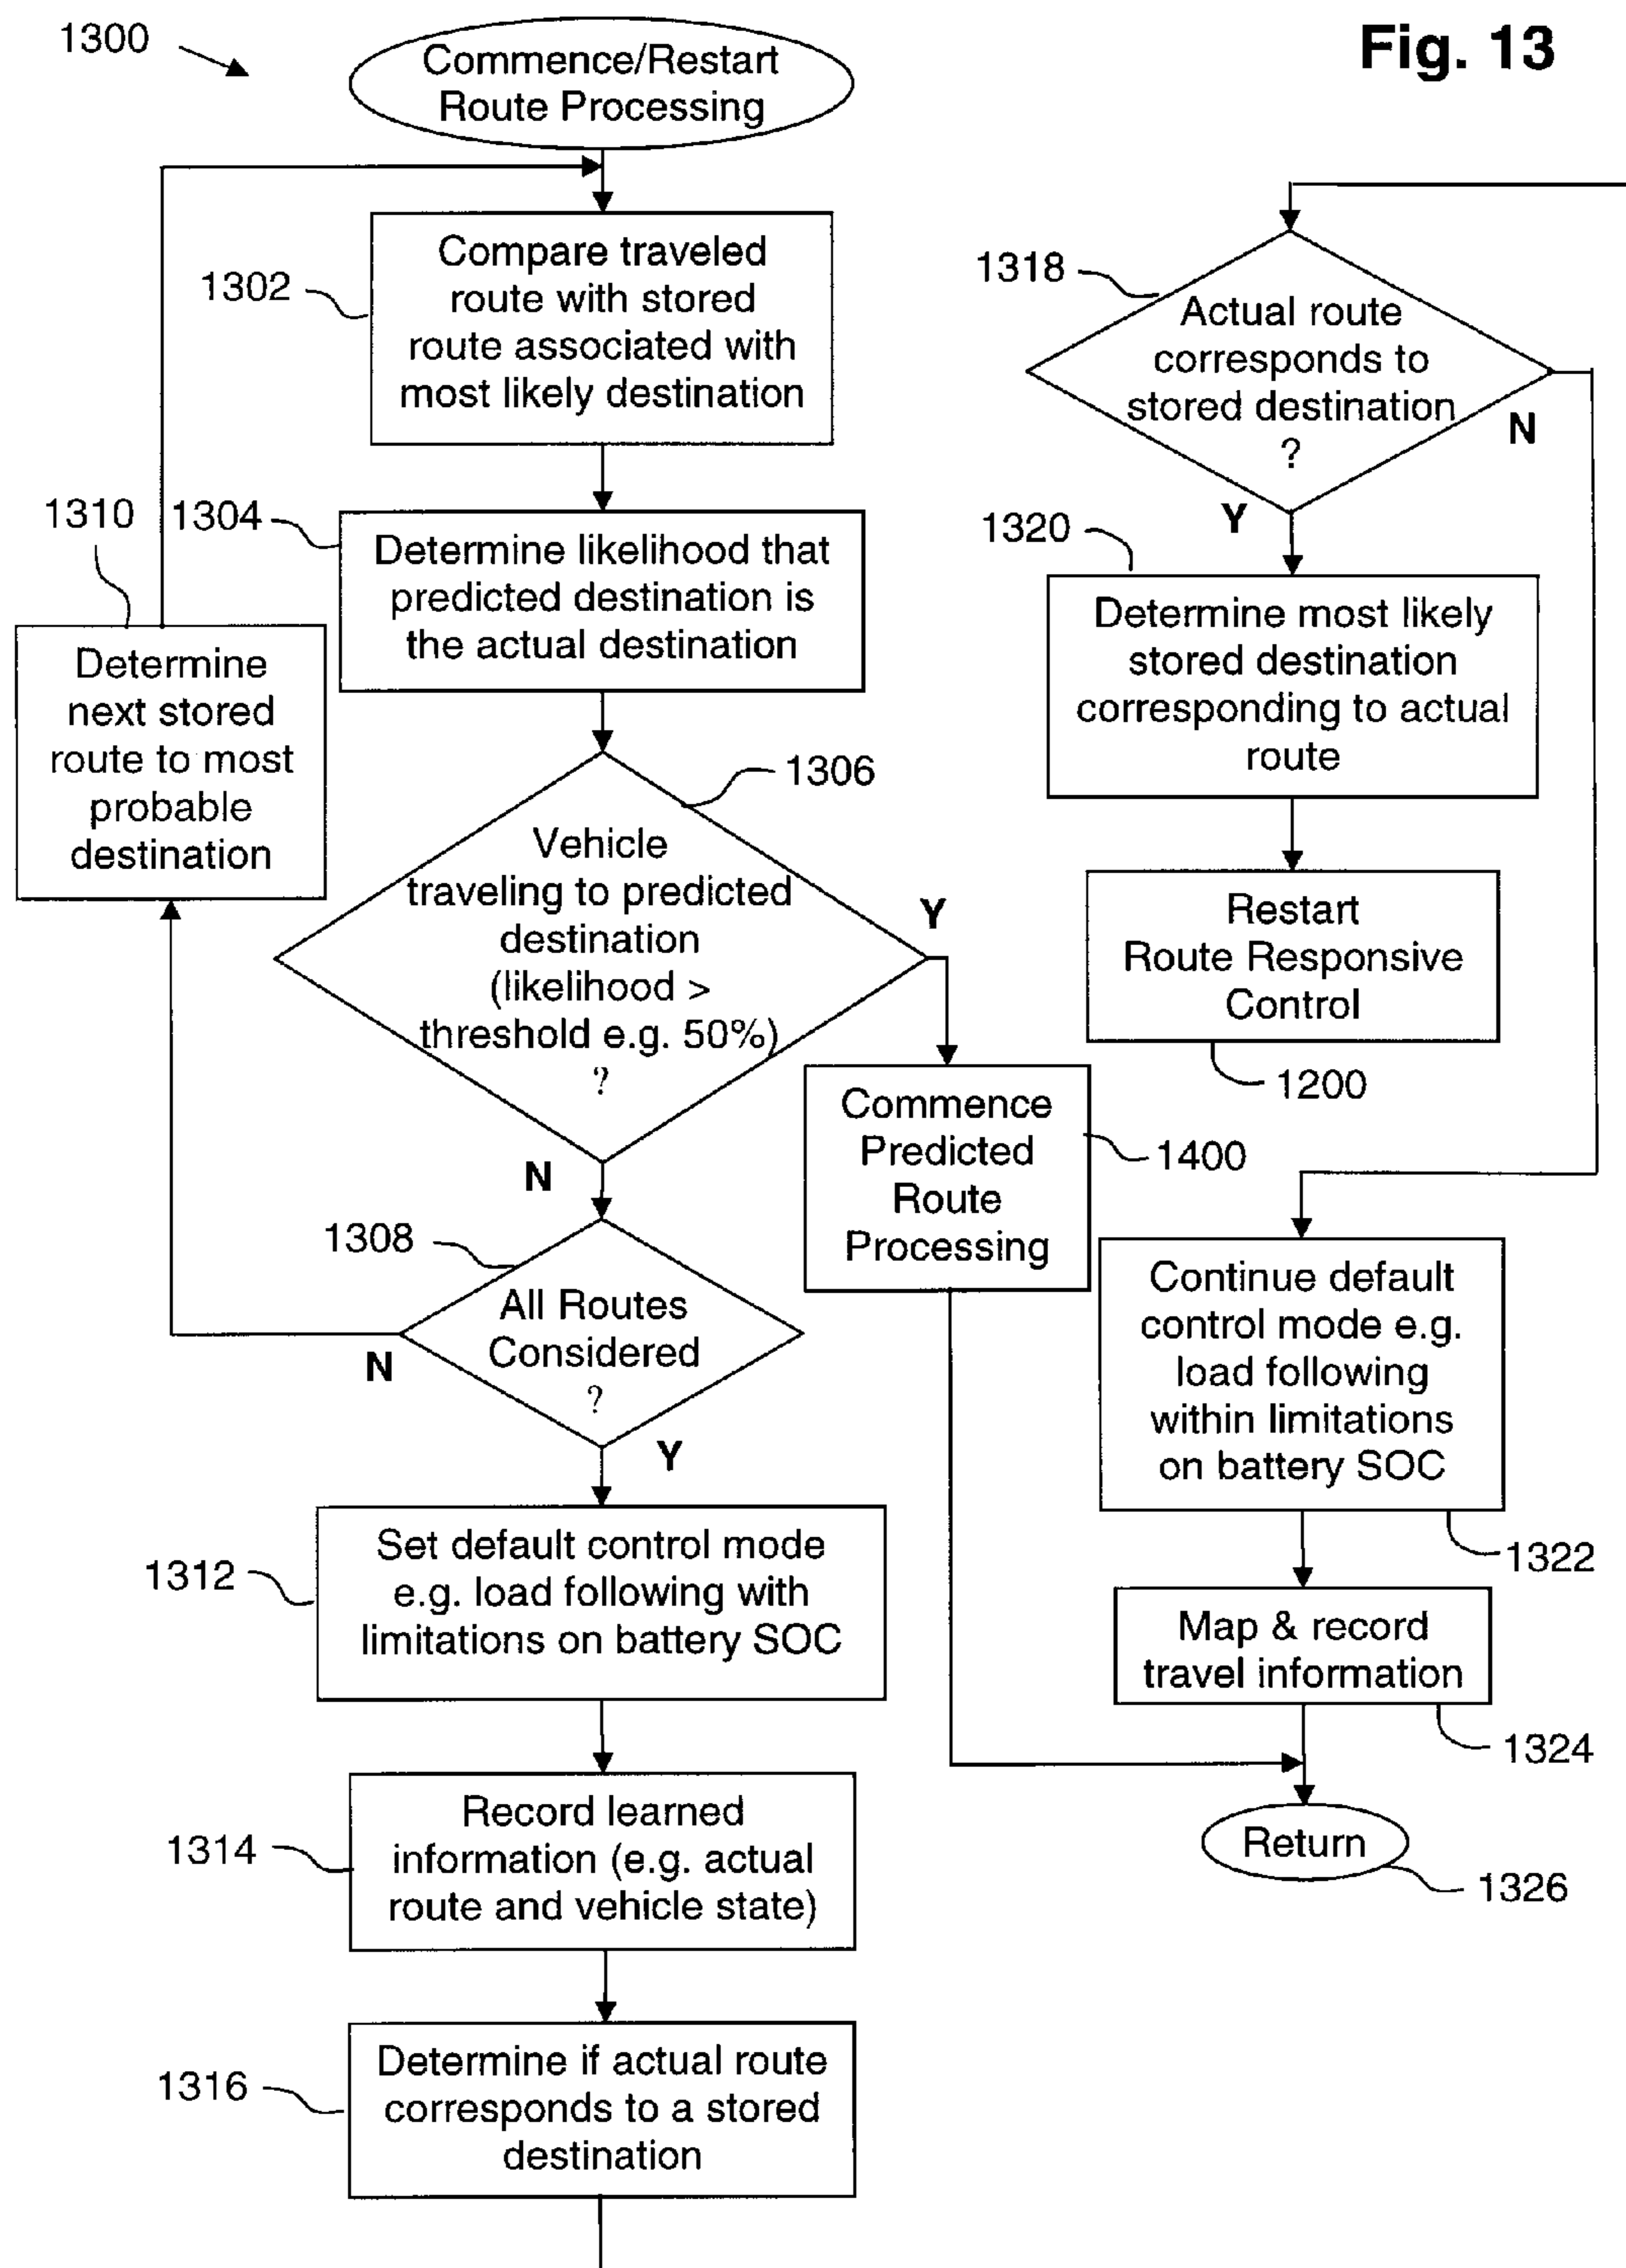 1300
Commence/Restart
Route Processing
Fig. 13
1302
Compare traveled
route with stored
route associated with
most likely destination
1310
Determine
next stored
route to most
probable
destination
1304
Determine likelihood that
predicted destination is
the actual destination
1306
Vehicle
traveling to predicted
destination
(likelihood >
threshold e.g. 50%)
?
Y
N
1400
Commence
Predicted
Route
Processing
1308
All Routes
Considered
?
N
Y
1312
Set default control mode
e.g. load following with
limitations on battery SOC
1314
Record learned
information (e.g. actual
route and vehicle state)
1316
Determine if actual route
corresponds to a stored
destination
1318
Actual route
corresponds to
stored destination
?
N
Y
1320
Determine most likely
stored destination
corresponding to actual
route
Restart
Route Responsive
Control
1200
Continue default
control mode e.g.
load following
within limitations
on battery SOC
1322
Map & record
travel information
1324
Return
1326